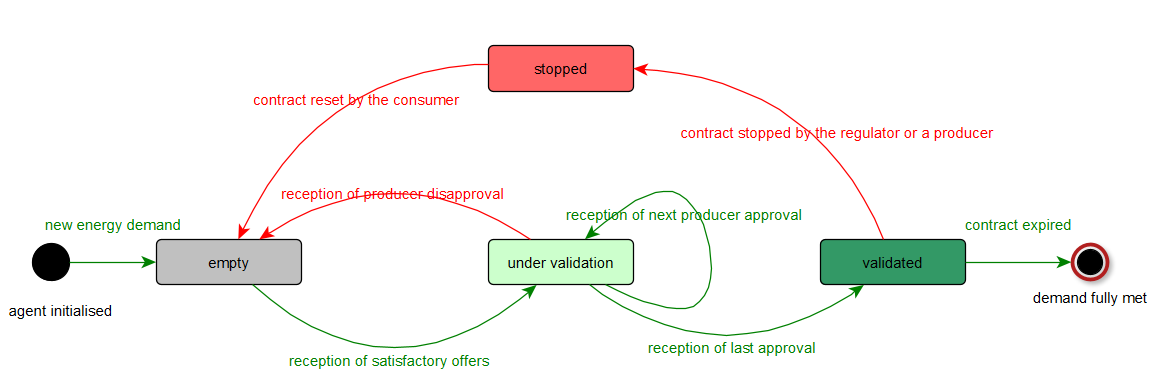 stopped
contract reset by the consumer
contract stopped by the regulator or a producer
reception of producer disapproval
reception of next producer approval
new energy demand
contract expired
empty
under validation
validated
agent initialised
demand fully met
reception of satisfactory offers
reception of last approval